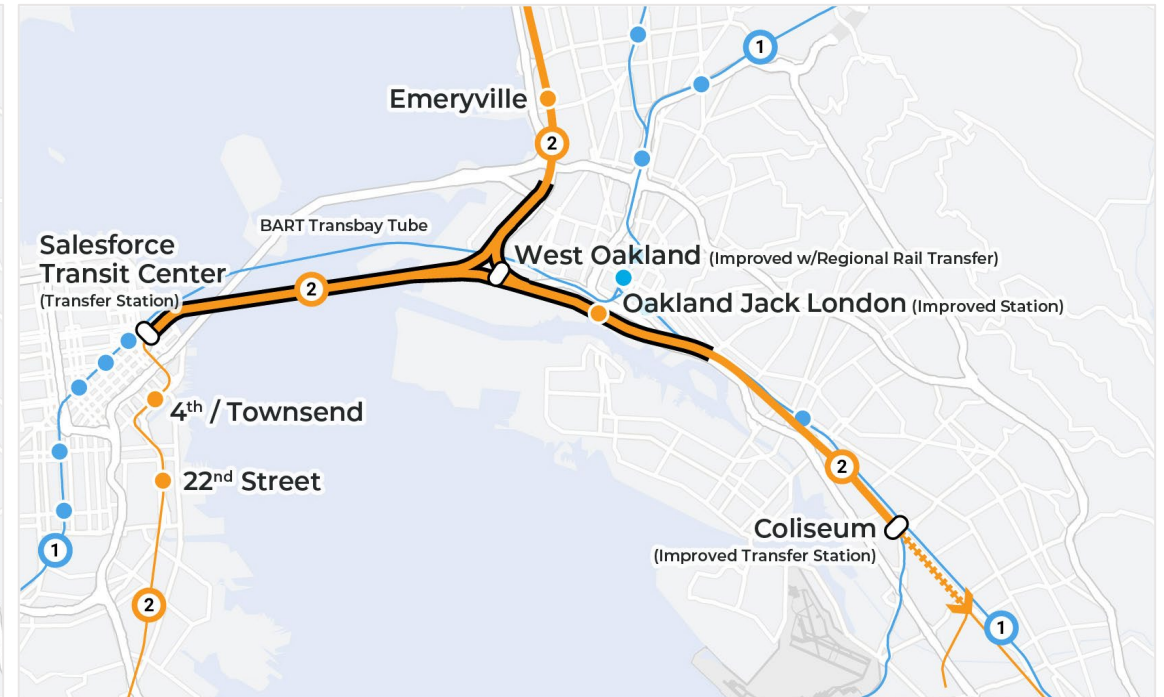 1
Emeryville
2
BART Transbay Tube
Salesforce
Transit Center
(Transfer Station)
West Oakland (Improved w/Regional Rail Transfer)
2
Oakland Jack London (Improved Station)
4th / Townsend
2
22nd Street
Coliseum
(Improved Transfer Station)
1
2
1